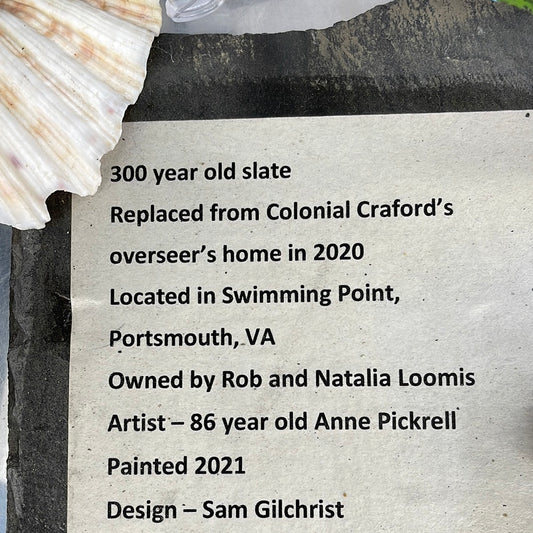 300 year old slate
Replaced from Colonial Craford's
overseer's home in 2020
Located in Swimming Point,
Portsmouth, VA
Owned by Rob and Natalia Loomis
Artist – 86 year old Anne Pickrell
Painted 2021
Design – Sam Gilchrist